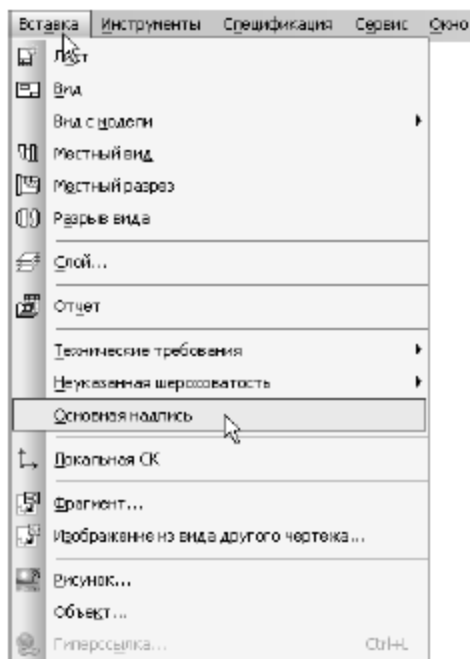 Вставка Инструменты Спецификация Сервис Окно
Лист
Вид
Вид с модели
Местный вид
Местный разрез
Разрыв вида
Слой...
Отчет
Технические требования
Неуказанная шероховатость
Основная надпись
Локальная СК
Фрагмент...
Изображение из вида другого чертежа...
Рисунок...
Объект...
Гиперссылка... Ctrl+L